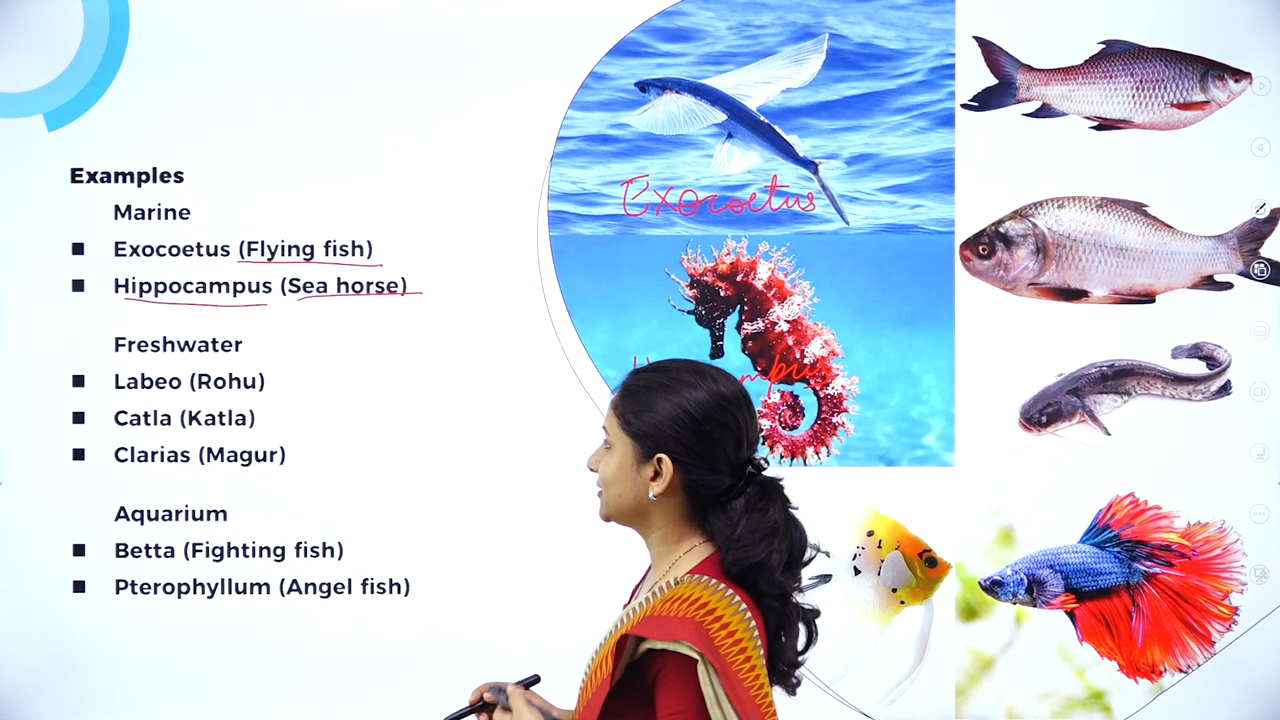 Examples
Marine
■ Exocoetus (Flying fish)
■ Hippocampus (Sea horse)
Freshwater
■ Labeo (Rohu)
■ Catla (Katla)
■ Clarias (Magur)
Aquarium
■ Betta (Fighting fish)
■ Pterophyllum (Angel fish)
Exocoetus